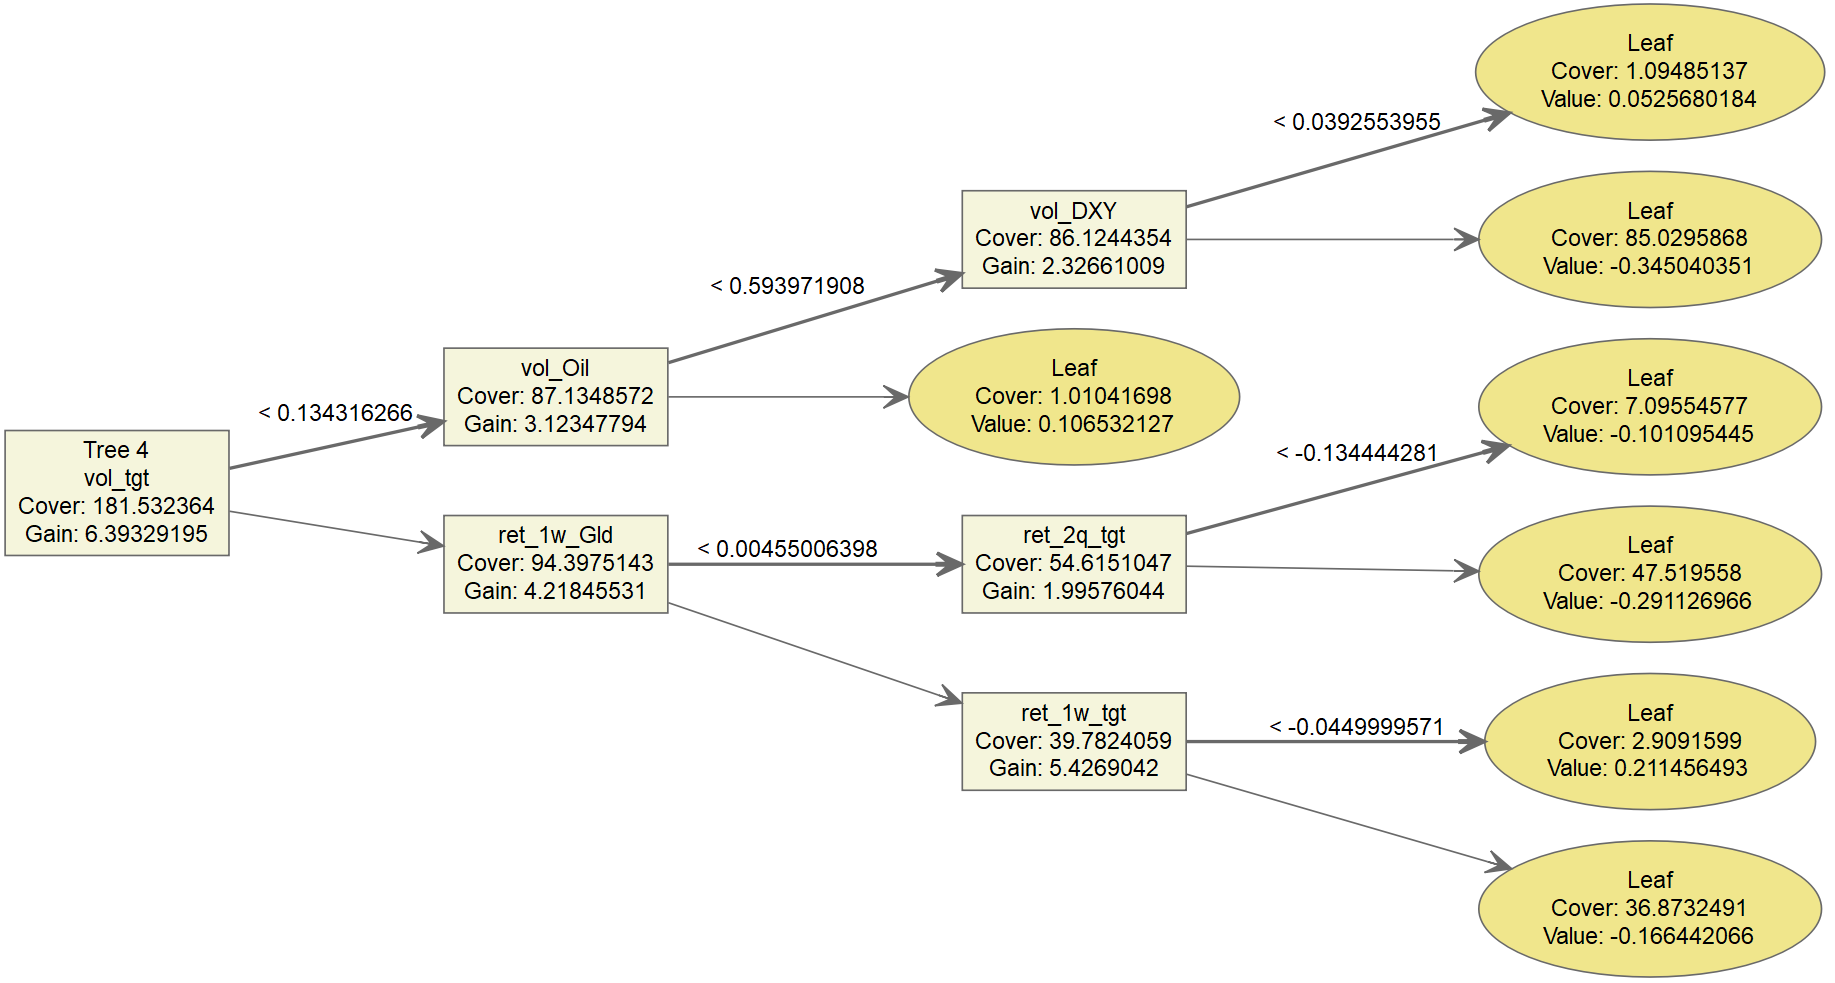 Tree 4
vol_tgt
Cover: 181.532364
Gain: 6.39329195
< 0.134316266
vol_Oil
Cover: 87.1348572
Gain: 3.12347794
ret_1w_Gld
Cover: 94.3975143
Gain: 4.21845531
< 0.593971908
< 0.00455006398
vol_DXY
Cover: 86.1244354
Gain: 2.32661009
Leaf
Cover: 1.01041698
Value: 0.106532127
ret_2q_tgt
Cover: 54.6151047
Gain: 1.99576044
ret_1w_tgt
Cover: 39.7824059
Gain: 5.4269042
< 0.0392553955
< -0.134444281
< -0.0449999571
Leaf
Cover: 1.09485137
Value: 0.0525680184
Leaf
Cover: 85.0295868
Value: -0.345040351
Leaf
Cover: 7.09554577
Value: -0.101095445
Leaf
Cover: 47.519558
Value: -0.291126966
Leaf
Cover: 2.9091599
Value: 0.211456493
Leaf
Cover: 36.8732491
Value: -0.166442066